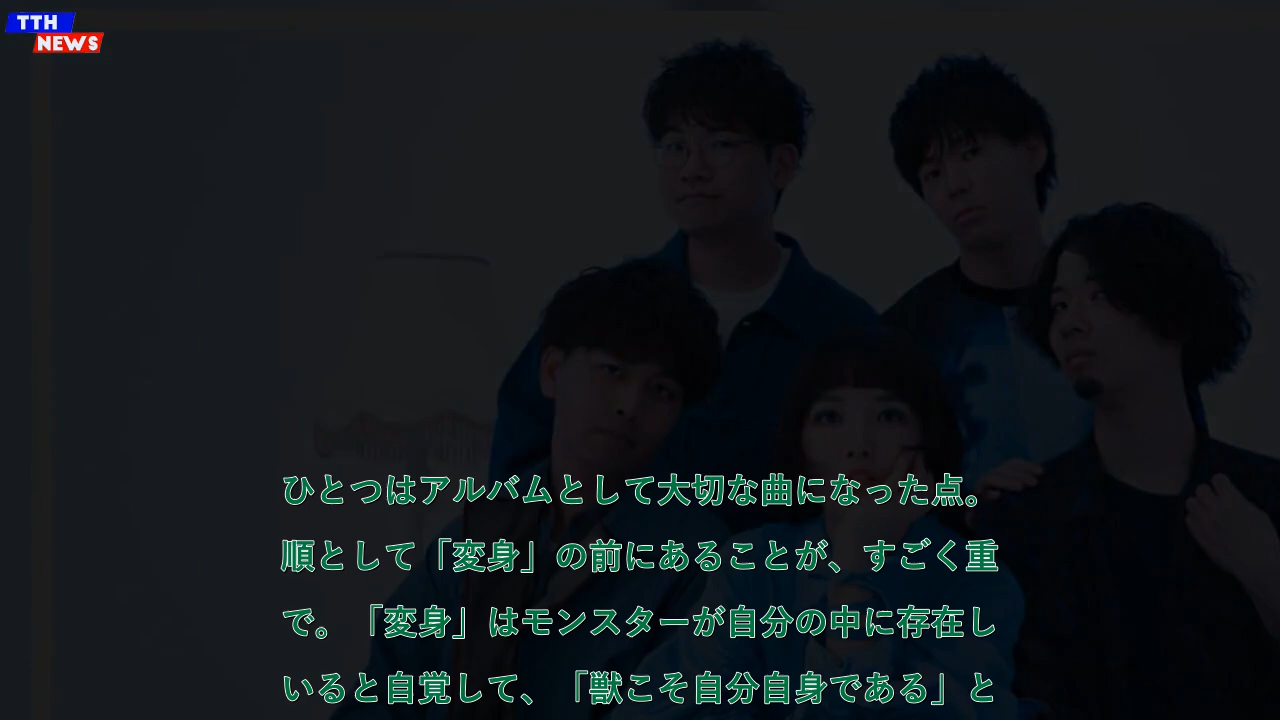 TTH
NEWS
ひとつはアルバムとして大切な曲になった点。
順として「変身」の前にあることが、すごく重
で。「変身」はモンスターが自分の中に存在し
いると自覚して、「獣こそ自分自身である」と